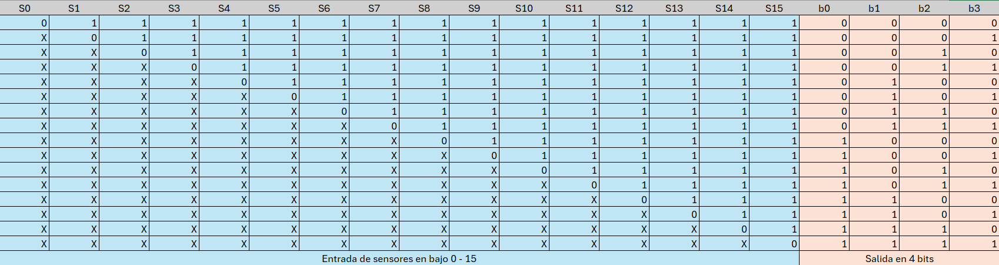 S0 S1 S2 S3 S4 S5 S6 S7 S8 S9 S10 S11 S12 S13 S14 S15 b0 b1 b2 b3
0 1 1 1 1 1 1 1 1 1 1 1 1 1 1 1 0 0 0 0
X 0 1 1 1 1 1 1 1 1 1 1 1 1 1 1 0 0 0 1
X X 0 1 1 1 1 1 1 1 1 1 1 1 1 1 0 0 1 0
X X X 0 1 1 1 1 1 1 1 1 1 1 1 1 0 0 1 1
X X X X 0 1 1 1 1 1 1 1 1 1 1 1 0 1 0 0
X X X X X 0 1 1 1 1 1 1 1 1 1 1 0 1 0 1
X X X X X X 0 1 1 1 1 1 1 1 1 1 0 1 1 0
X X X X X X X 0 1 1 1 1 1 1 1 1 0 1 1 1
X X X X X X X X 0 1 1 1 1 1 1 1 1 0 0 0
X X X X X X X X X 0 1 1 1 1 1 1 1 0 0 1
X X X X X X X X X X 0 1 1 1 1 1 1 0 1 0
X X X X X X X X X X X 0 1 1 1 1 1 0 1 1
X X X X X X X X X X X X 0 1 1 1 1 1 0 0
X X X X X X X X X X X X X 0 1 1 1 1 0 1
X X X X X X X X X X X X X X 0 1 1 1 1 0
X X X X X X X X X X X X X X X 0 1 1 1 1
Entrada de sensores en bajo 0 - 15 Salida en 4 bits